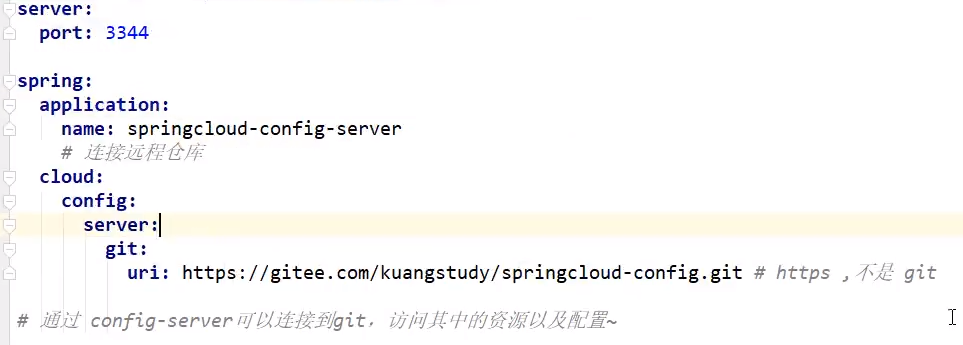 server:
port: 3344
spring:
application:
name: springcloud-config-server
# 连接远程仓库
cloud:
config:
server:
git:
uri: https://gitee.com/kuangstudy/springcloud-config.git # https ,不是 git
# 通过 config-server可以连接到git，访问其中的资源以及配置~